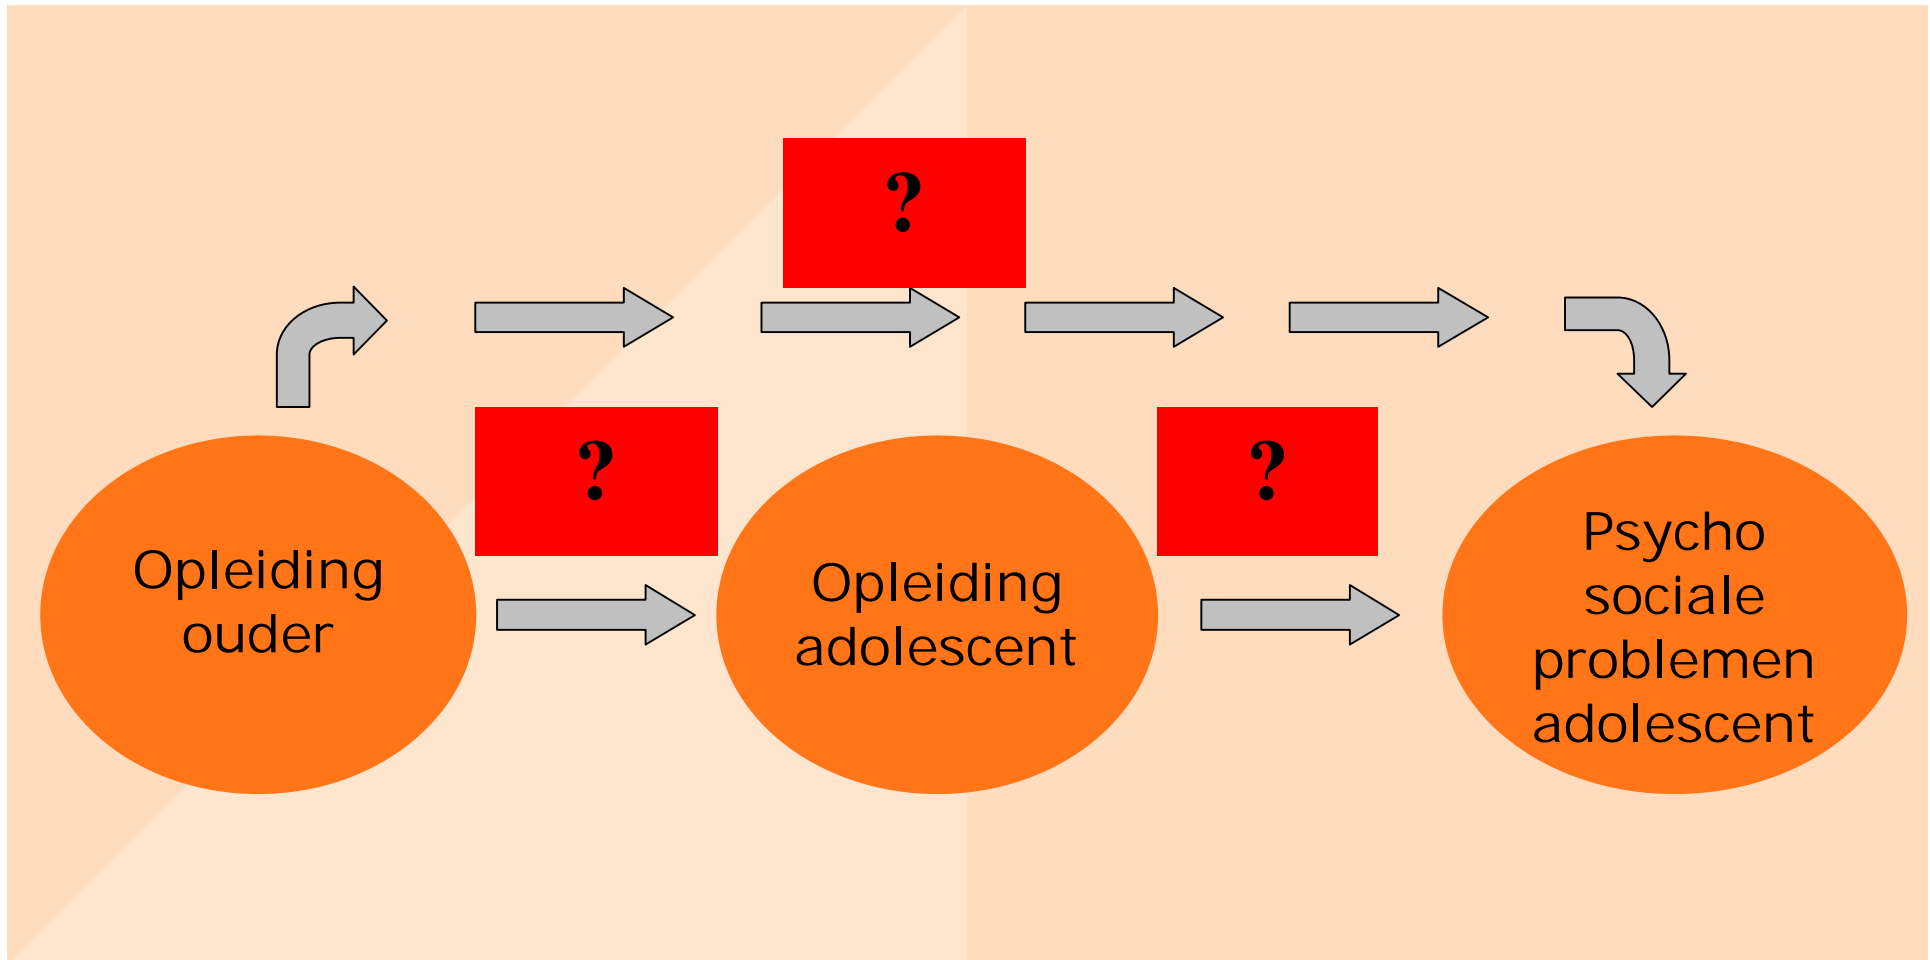 ?
?
?
Opleiding
ouder
Opleiding
adolescent
Psycho
sociale
problemen
adolescent